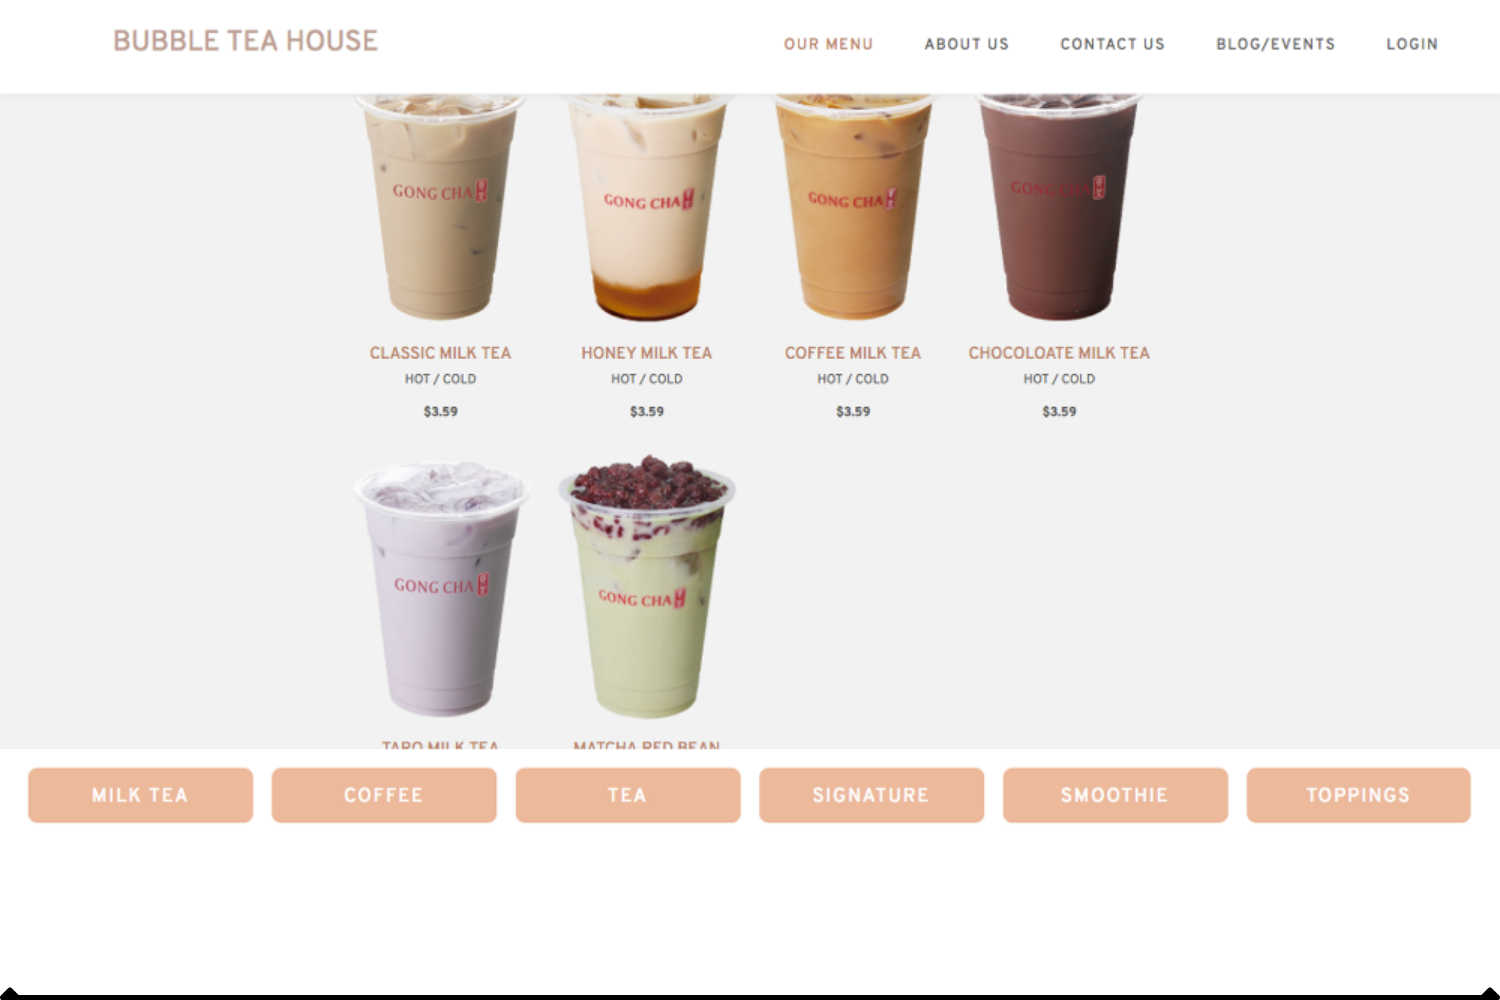 BUBBLE TEA HOUSE
OUR MENU ABOUT US CONTACT US BLOG/EVENTS LOGIN
GONG CHA GONG CHA GONG CHA GONG CHA
CLASSIC MILK TEA HONEY MILK TEA COFFEE MILK TEA CHOCOLOATE MILK TEA
HOT / COLD HOT / COLD HOT / COLD HOT / COLD
$3.59 $3.59 $3.59 $3.59
GONG CHA GONG CHA
TARO MILK TEA MATCHA RED BEAN
MILK TEA COFFEE TEA SIGNATURE SMOOTHIE TOPPINGS